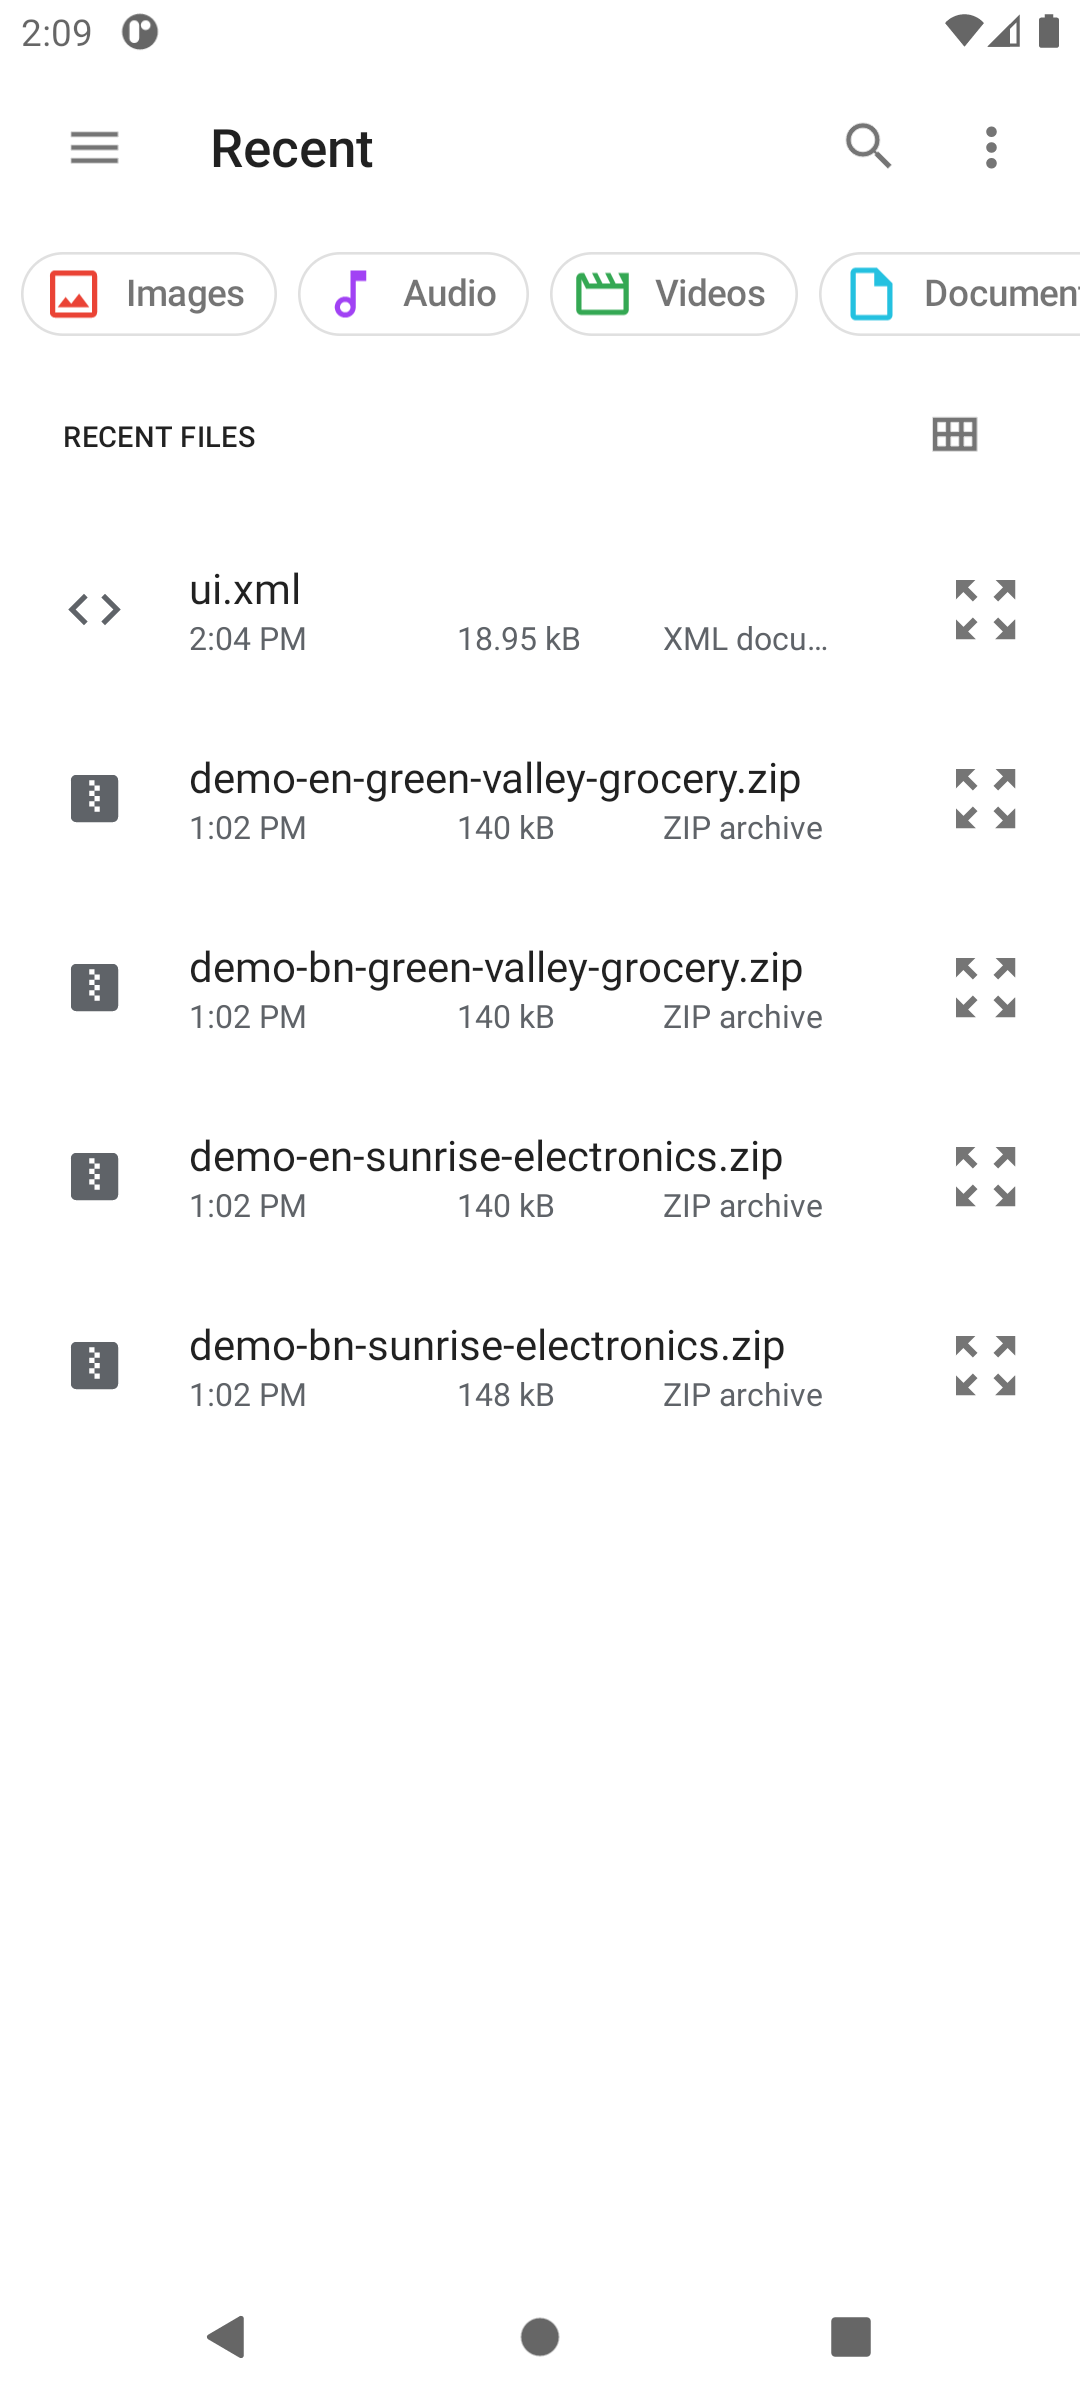 2:09
Recent
Images
Audio
Videos
Documen
RECENT FILES
ui.xml
2:04 PM 18.95 kB XML docu...
demo-en-green-valley-grocery.zip
1:02 PM 140 kB ZIP archive
demo-bn-green-valley-grocery.zip
1:02 PM 140 kB ZIP archive
demo-en-sunrise-electronics.zip
1:02 PM 140 kB ZIP archive
demo-bn-sunrise-electronics.zip
1:02 PM 148 kB ZIP archive